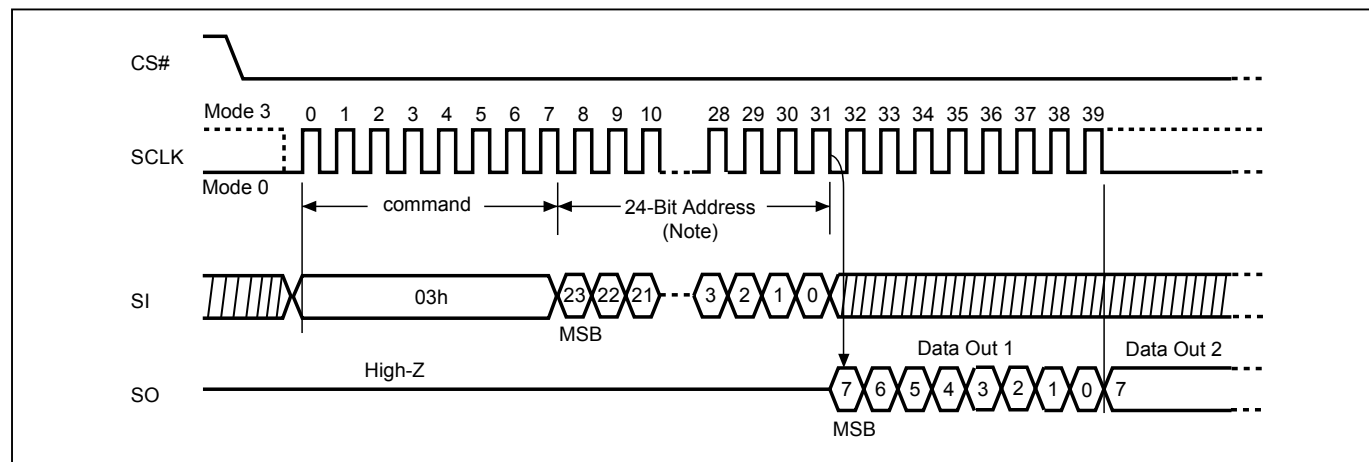 CS#
Mode 3
0 1 2 3 4 5 6 7 8 9 10 28 29 30 31 32 33 34 35 36 37 38 39
SCLK
Mode 0
command
24-Bit Address
(Note)
SI
03h
23 22 21 3 2 1 0
MSB
Data Out 1
Data Out 2
High-Z
SO
7 6 5 4 3 2 1 0 7
MSB